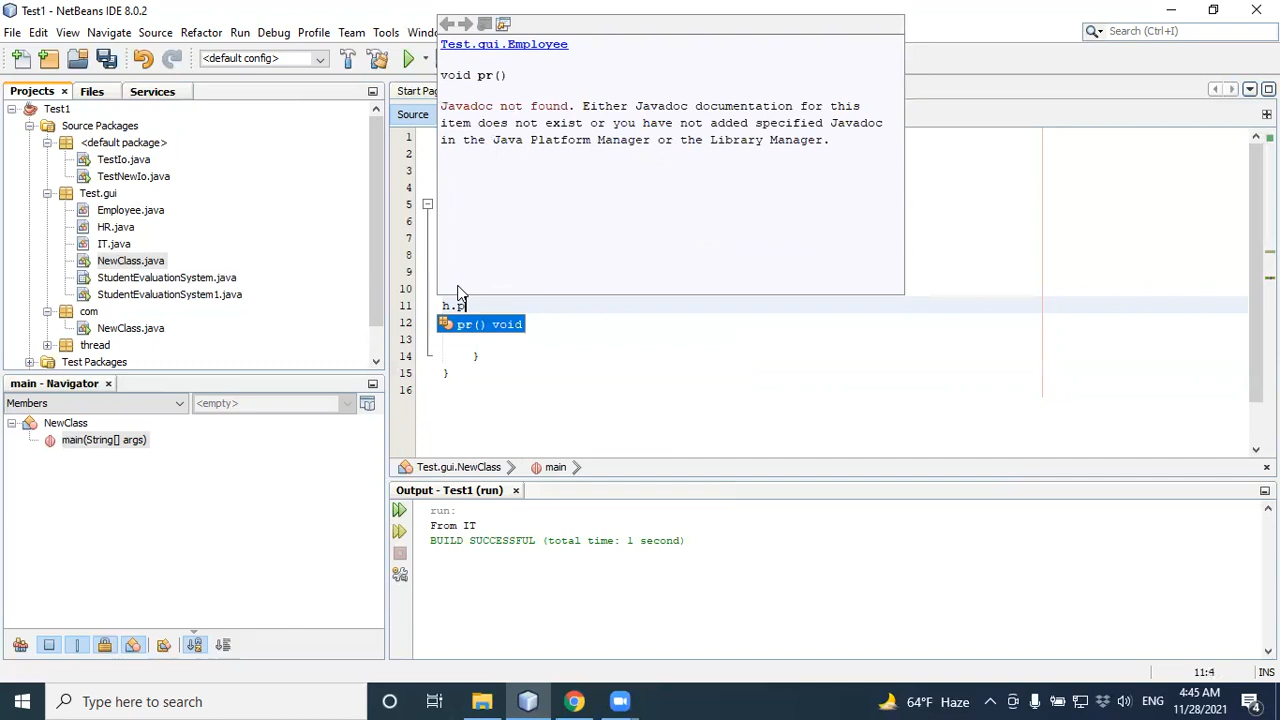 Test1 - NetBeans IDE 8.0.2
File Edit View Navigate Source Refactor Run Debug Profile Team Tools Windo
Search (Ctrl+I)
<default config>
Projects Files Services
Test1
Source Packages
<default package>
TestIo.java
TestNewIo.java
Test.gui
Employee.java
HR.java
IT.java
NewClass.java
StudentEvaluationSystem.java
StudentEvaluationSystem1.java
com
NewClass.java
thread
Test Packages
main - Navigator
Members
<empty>
NewClass
main(String[] args)
Start Pag
Source
Test.gui.Employee
void pr()
Javadoc not found. Either Javadoc documentation for this
item does not exist or you have not added specified Javadoc
in the Java Platform Manager or the Library Manager.
1
2
3
4
5
6
7
8
9
10
11 h.p
12
pr() void
13
14 }
15 }
16
Test.gui.NewClass main
Output - Test1 (run)
run:
From IT
BUILD SUCCESSFUL (total time: 1 second)
11:4 INS
Type here to search
64°F Haze
ENG
4:45 AM
11/28/2021
4